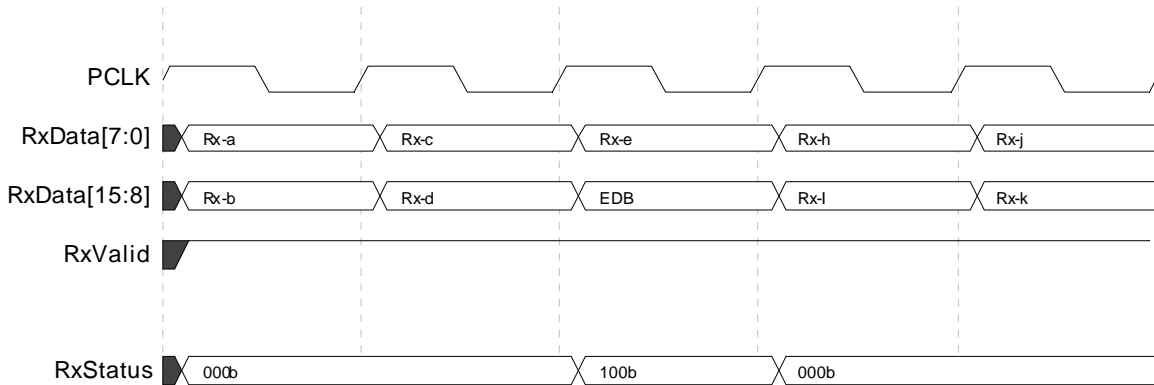 PCLK
RxData[7:0] Rx-a Rx-c Rx-e Rx-h Rx-j
RxData[15:8] Rx-b Rx-d EDB Rx-I Rx-k
RxValid
RxStatus 000b 100b 000b